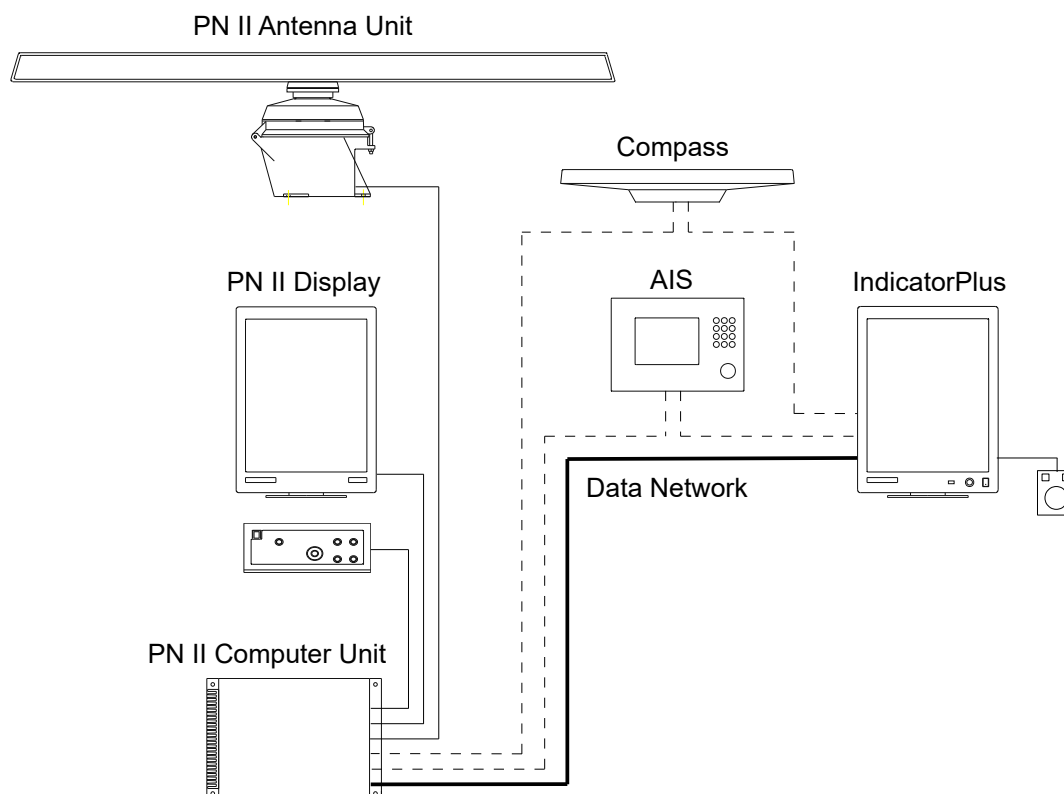 PN II Antenna Unit
Compass
PN II Display
AIS
IndicatorPlus
Data Network
PN II Computer Unit